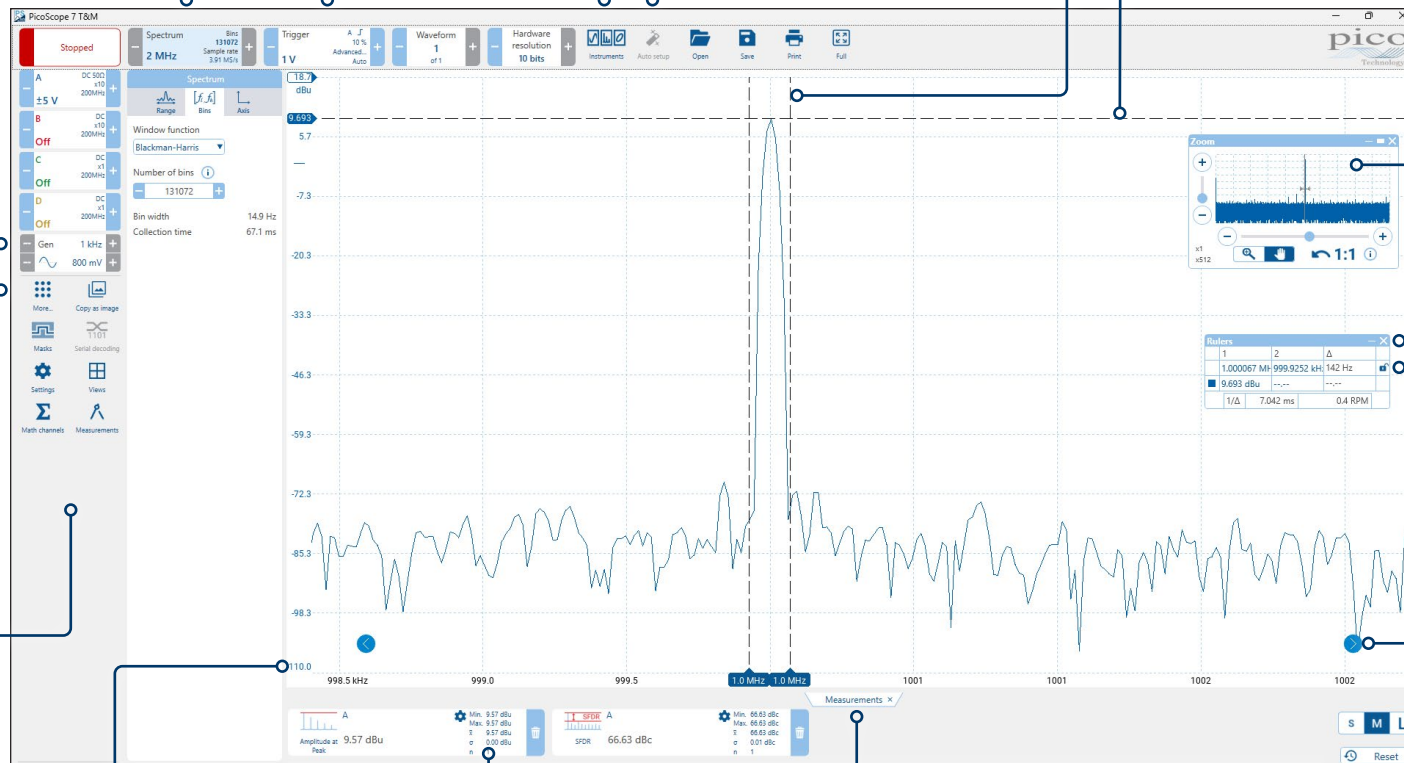 PicoScope 7 T&M
Stopped
Spectrum
2 MHz
Bins
131072
Sample rate
3.91 MS/s
Trigger
1 V
A
10 %
Advanced...
Auto
Waveform
1
of 1
Hardware
resolution
10 bits
Instruments
Auto setup
Open
Save
Print
Full
pico
Technology
A
±5 V
DC 50Ω
x10
200MHz
B
Off
DC
x10
200MHz
C
Off
DC
x1
200MHz
D
Off
DC
x1
200MHz
Gen 1 kHz
800 mV
More...
Copy as image
Masks
1101
Serial decoding
Settings
Views
Math channels
Measurements
Spectrum
Range
Bins
Axis
Window function
Blackman-Harris
Number of bins
131072
Bin width 14.9 Hz
Collection time 67.1 ms
18.7
dBu
9.693
5.7
-7.3
-20.3
-33.3
-46.3
-59.3
-72.3
-85.3
-98.3
110.0
998.5 kHz 999.0 999.5 1.0 MHz 1.0 MHz 1001 1001 1002 1002
Zoom
x1
x512
1:1
Rulers
1 2 Δ
1.000067 MH 999.9252 kH: 142 Hz
9.693 dBu --.-- --.--
1/Δ 7.042 ms 0.4 RPM
Measurements ×
A
Amplitude at
Peak
9.57 dBu
Min. 9.57 dBu
Max. 9.57 dBu
x̄ 9.57 dBu
σ 0.00 dBu
n
SFDR A
SFDR 66.63 dBc
Min. 66.63 dBc
Max. 66.63 dBc
x̄ 66.63 dBc
σ 0.01 dBc
n 1
S M L
Reset